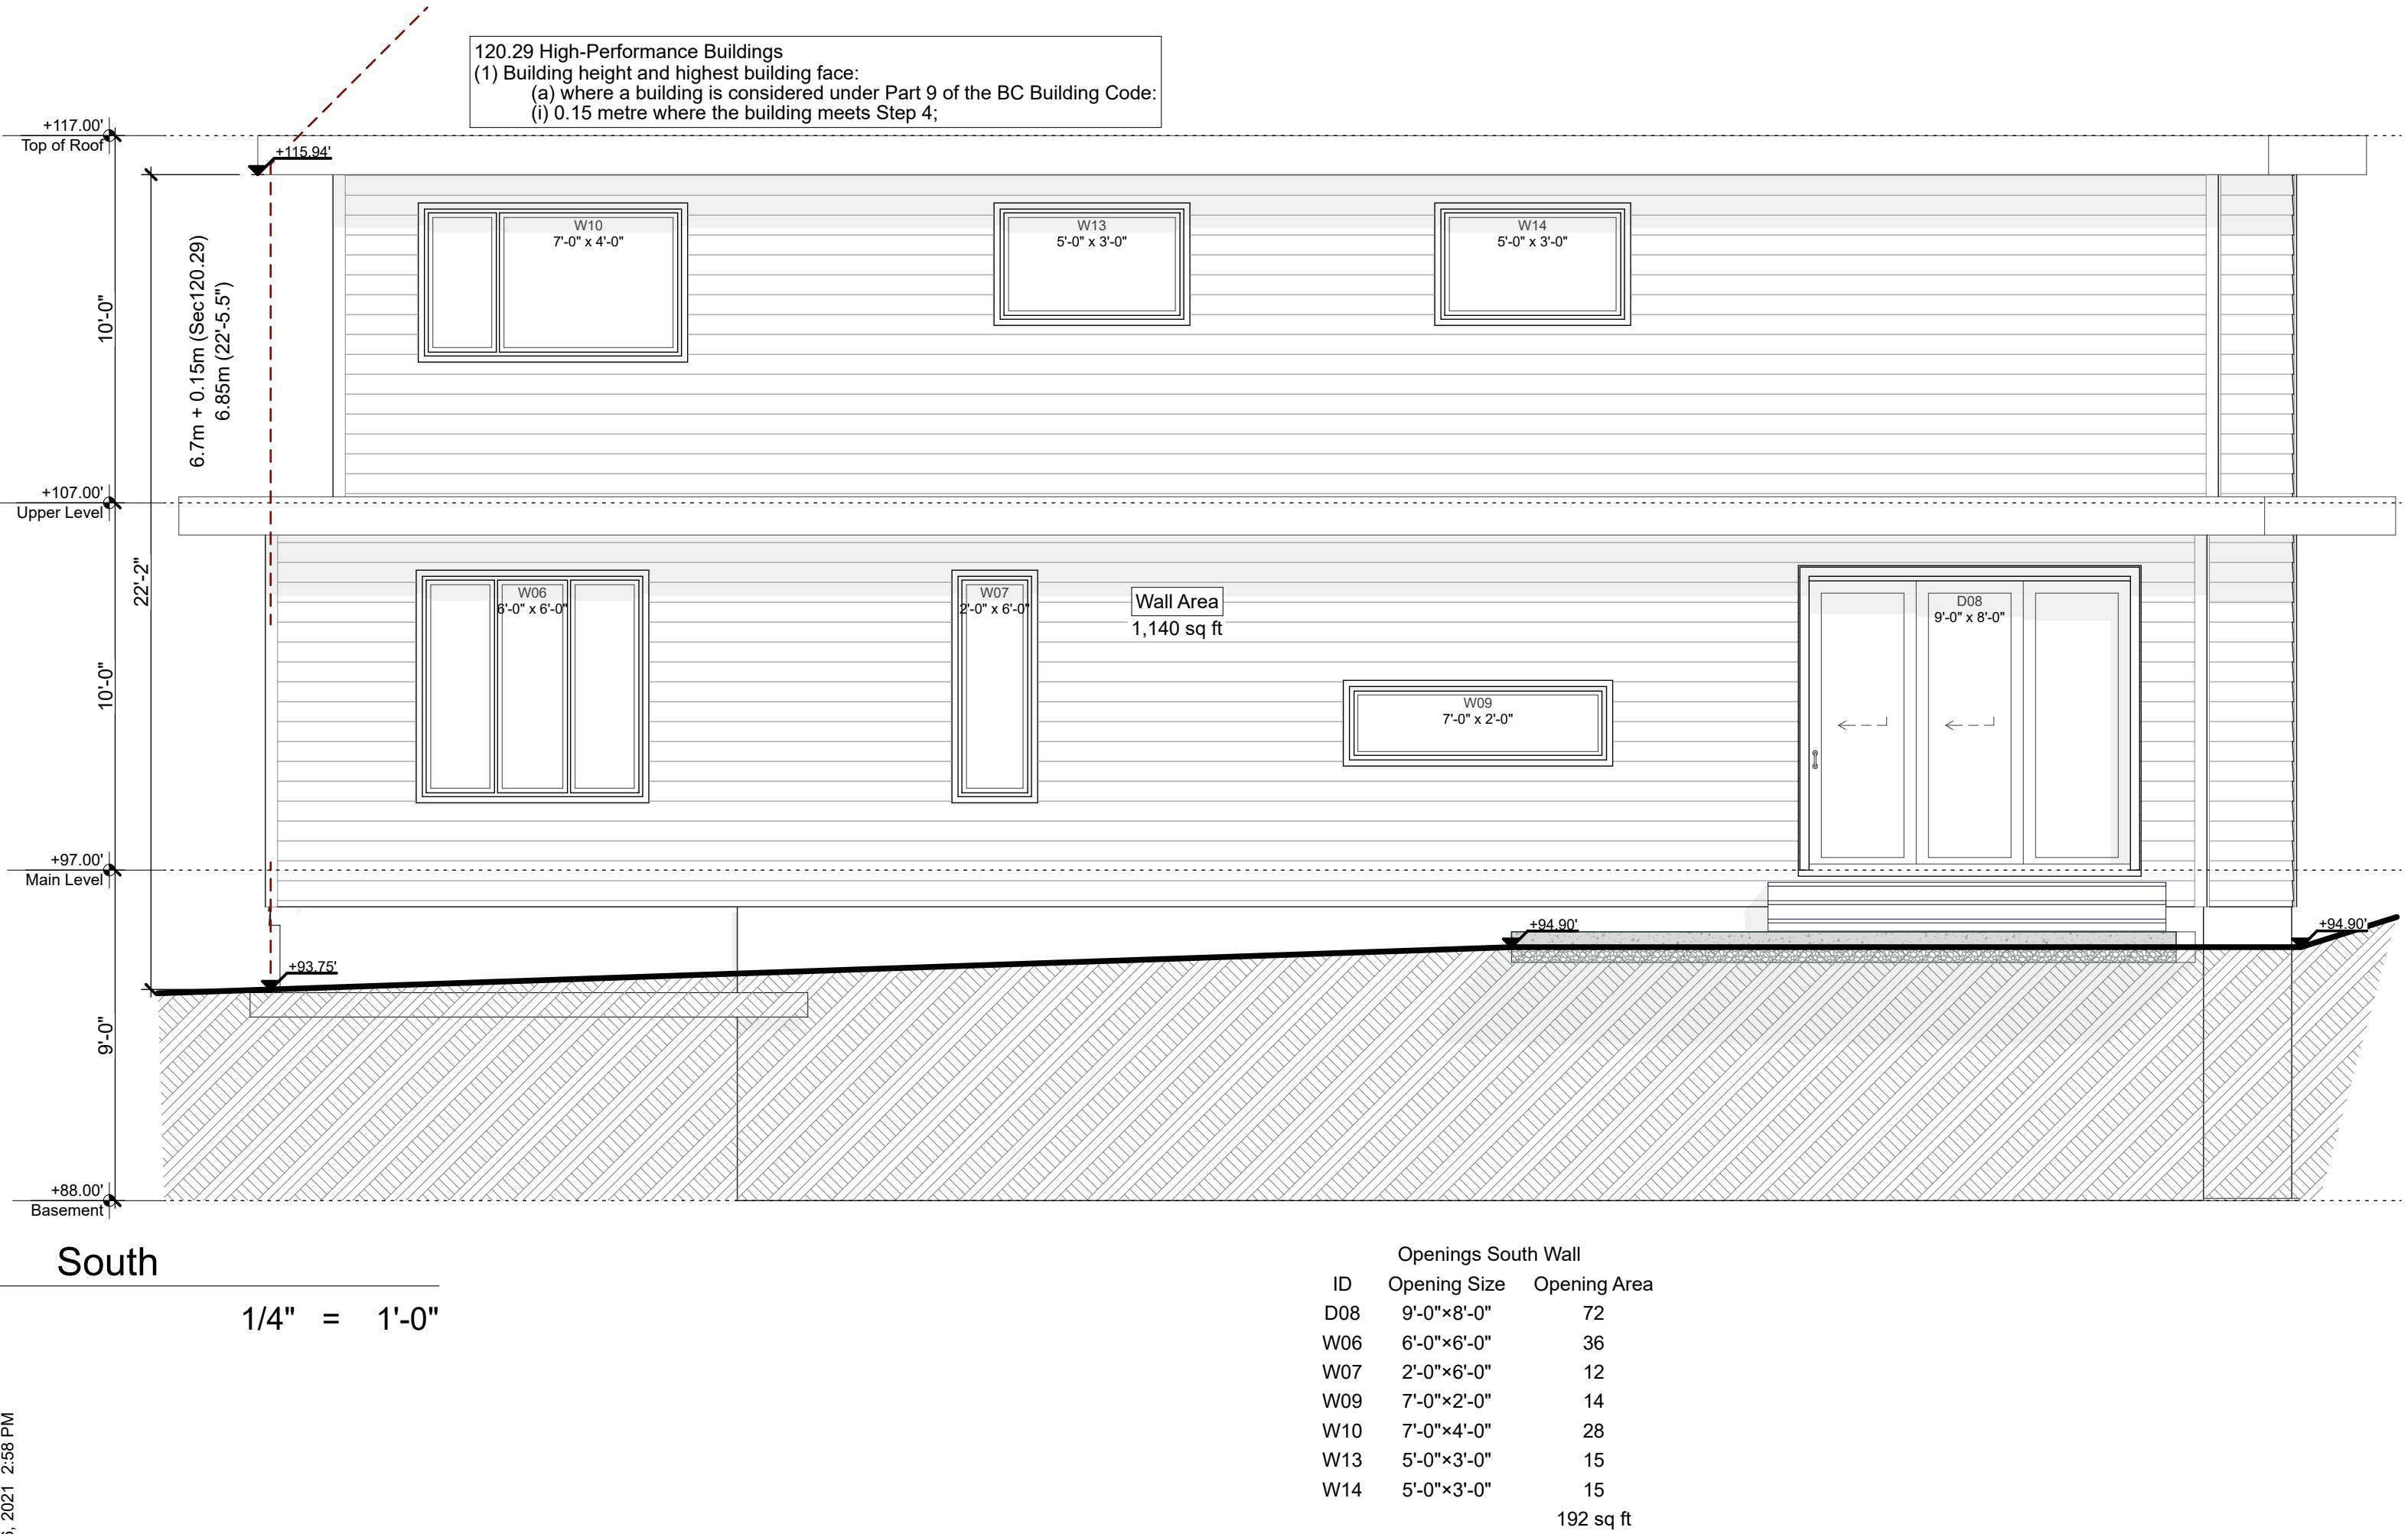 120.29 High-Performance Buildings
(1) Building height and highest building face:
(a) where a building is considered under Part 9 of the BC Building Code:
(i) 0.15 metre where the building meets Step 4;
+117.00'
Top of Roof
+115.94'
W10
7'-0" x 4'-0"
W13
5'-0" x 3'-0"
W14
5'-0" x 3'-0"
10'-0"
6.7m + 0.15m (Sec120.29)
6.85m (22'-5.5")
+107.00'
Upper Level
22'-2"
W06
6'-0" x 6'-0"
W07
2'-0" x 6'-0"
Wall Area
1,140 sq ft
D08
9'-0" x 8'-0"
10'-0"
W09
7'-0" x 2'-0"
+97.00'
Main Level
+94.90'
+94.90'
+93.75'
9'-0"
+88.00'
Basement
South
1/4" = 1'-0"
Openings South Wall
ID Opening Size Opening Area
D08 9'-0"×8'-0" 72
W06 6'-0"×6'-0" 36
W07 2'-0"×6'-0" 12
W09 7'-0"×2'-0" 14
W10 7'-0"×4'-0" 28
W13 5'-0"×3'-0" 15
W14 5'-0"×3'-0" 15
192 sq ft
, 2021 2:58 PM